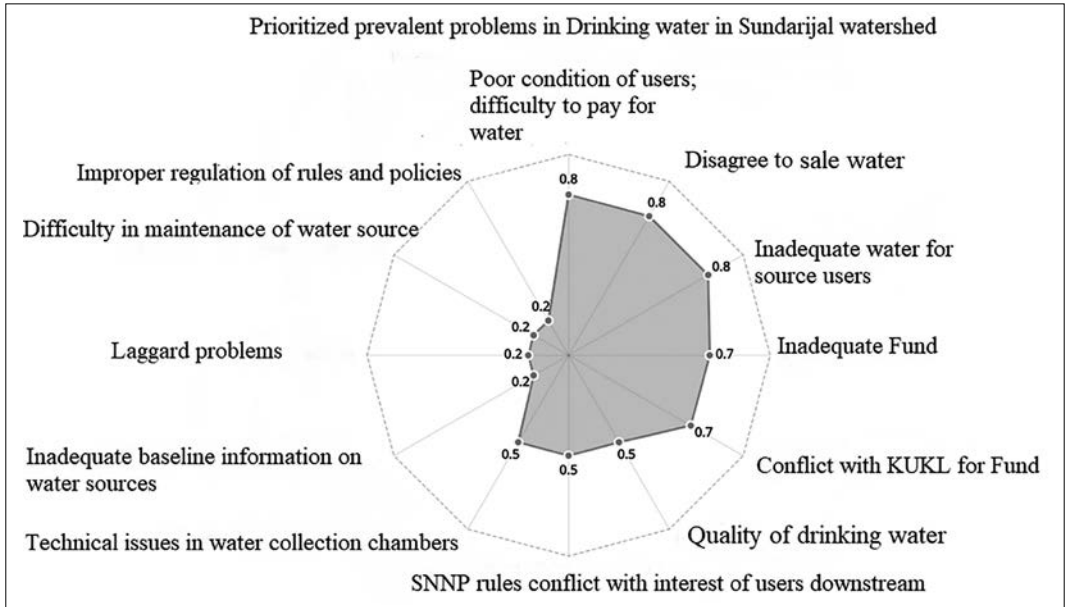 Prioritized prevalent problems in Drinking water in Sundarijal watershed
Poor condition of users;
difficulty to pay for
water
Disagree to sale water
Improper regulation of rules and policies
0.8
0.8
Difficulty in maintenance of water source
Inadequate water for
source users
0.8
0.2
0.2
Laggard problems
0.2
0.7
Inadequate Fund
0.2
0.7
Inadequate baseline information on
water sources
0.5
0.5
0.5
Conflict with KUKL for Fund
Technical issues in water collection chambers
Quality of drinking water
SNNP rules conflict with interest of users downstream